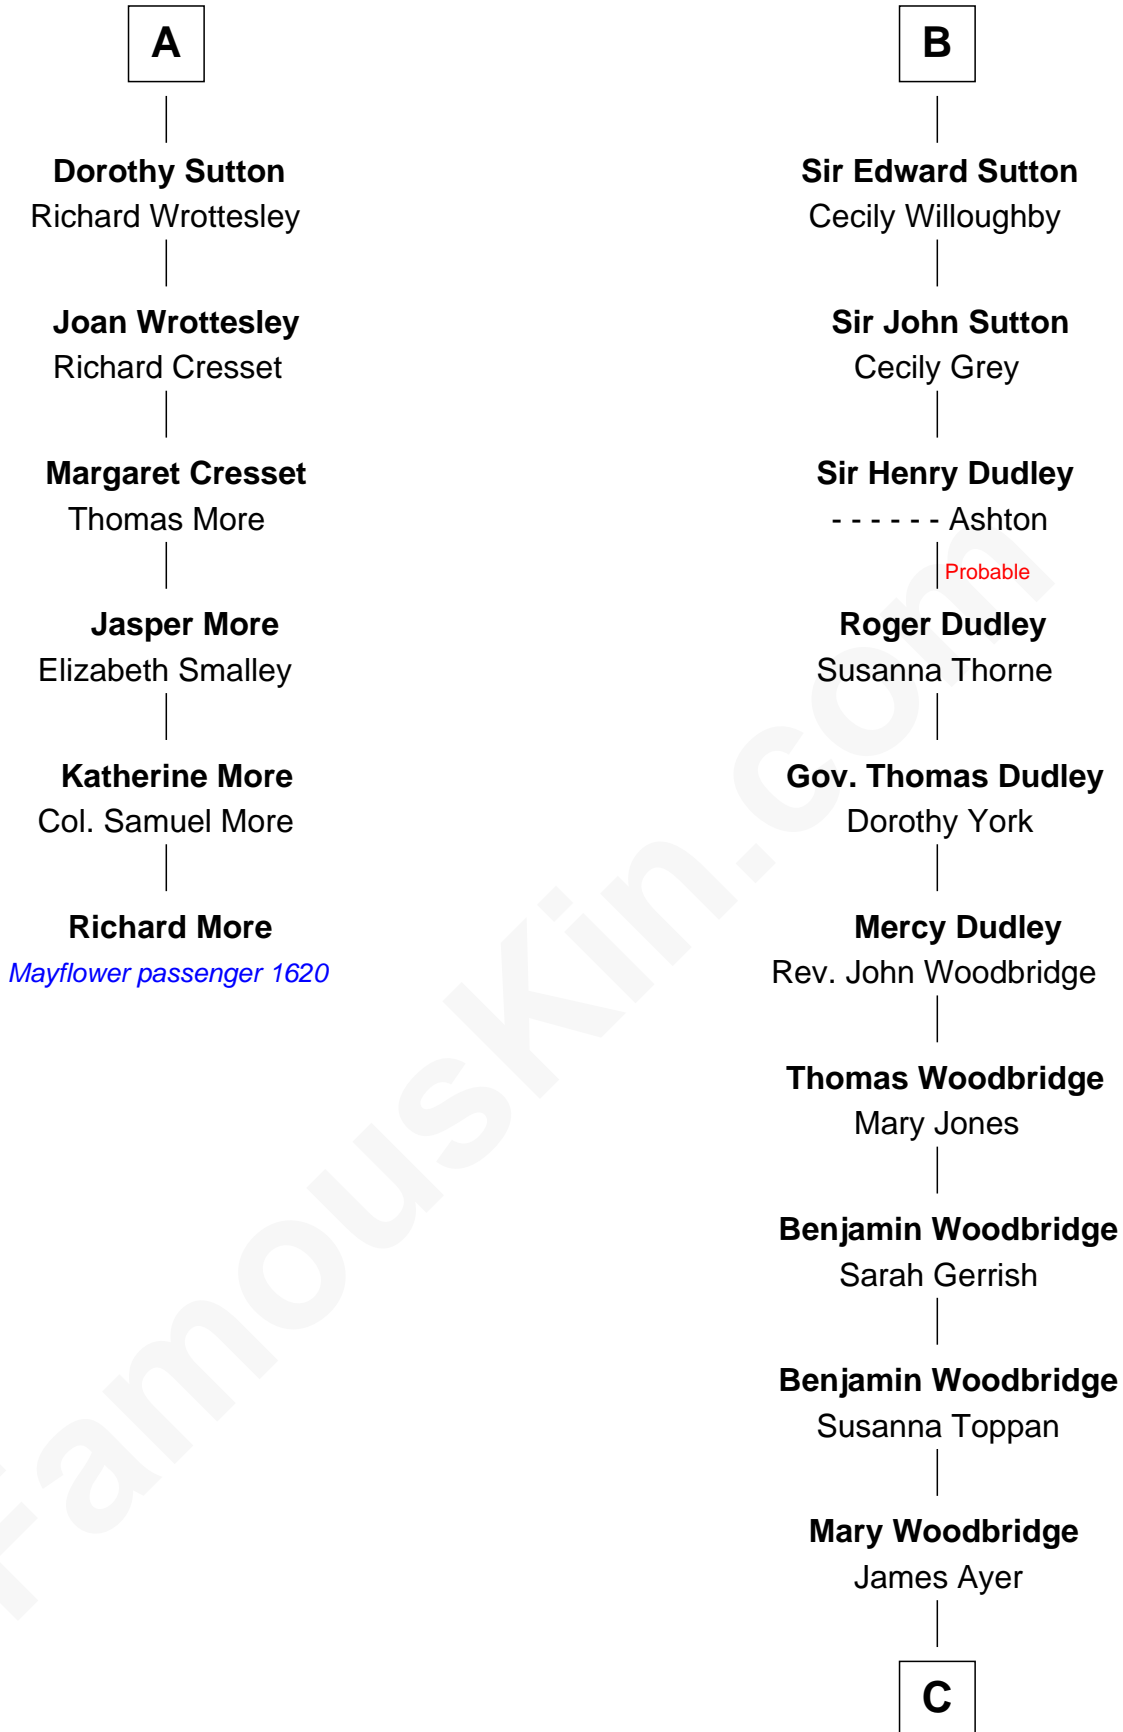 A
Dorothy Sutton
Richard Wrottesley
Joan Wrottesley
Richard Cresset
Margaret Cresset
Thomas More
Jasper More
Elizabeth Smalley
Katherine More
Col. Samuel More
Richard More
Mayflower passenger 1620
B
Sir Edward Sutton
Cecily Willoughby
Sir John Sutton
Cecily Grey
Sir Henry Dudley
- - - - - - Ashton
Probable
Roger Dudley
Susanna Thorne
Gov. Thomas Dudley
Dorothy York
Mercy Dudley
Rev. John Woodbridge
Thomas Woodbridge
Mary Jones
Benjamin Woodbridge
Sarah Gerrish
Benjamin Woodbridge
Susanna Toppan
Mary Woodbridge
James Ayer
C
FamousKin.com